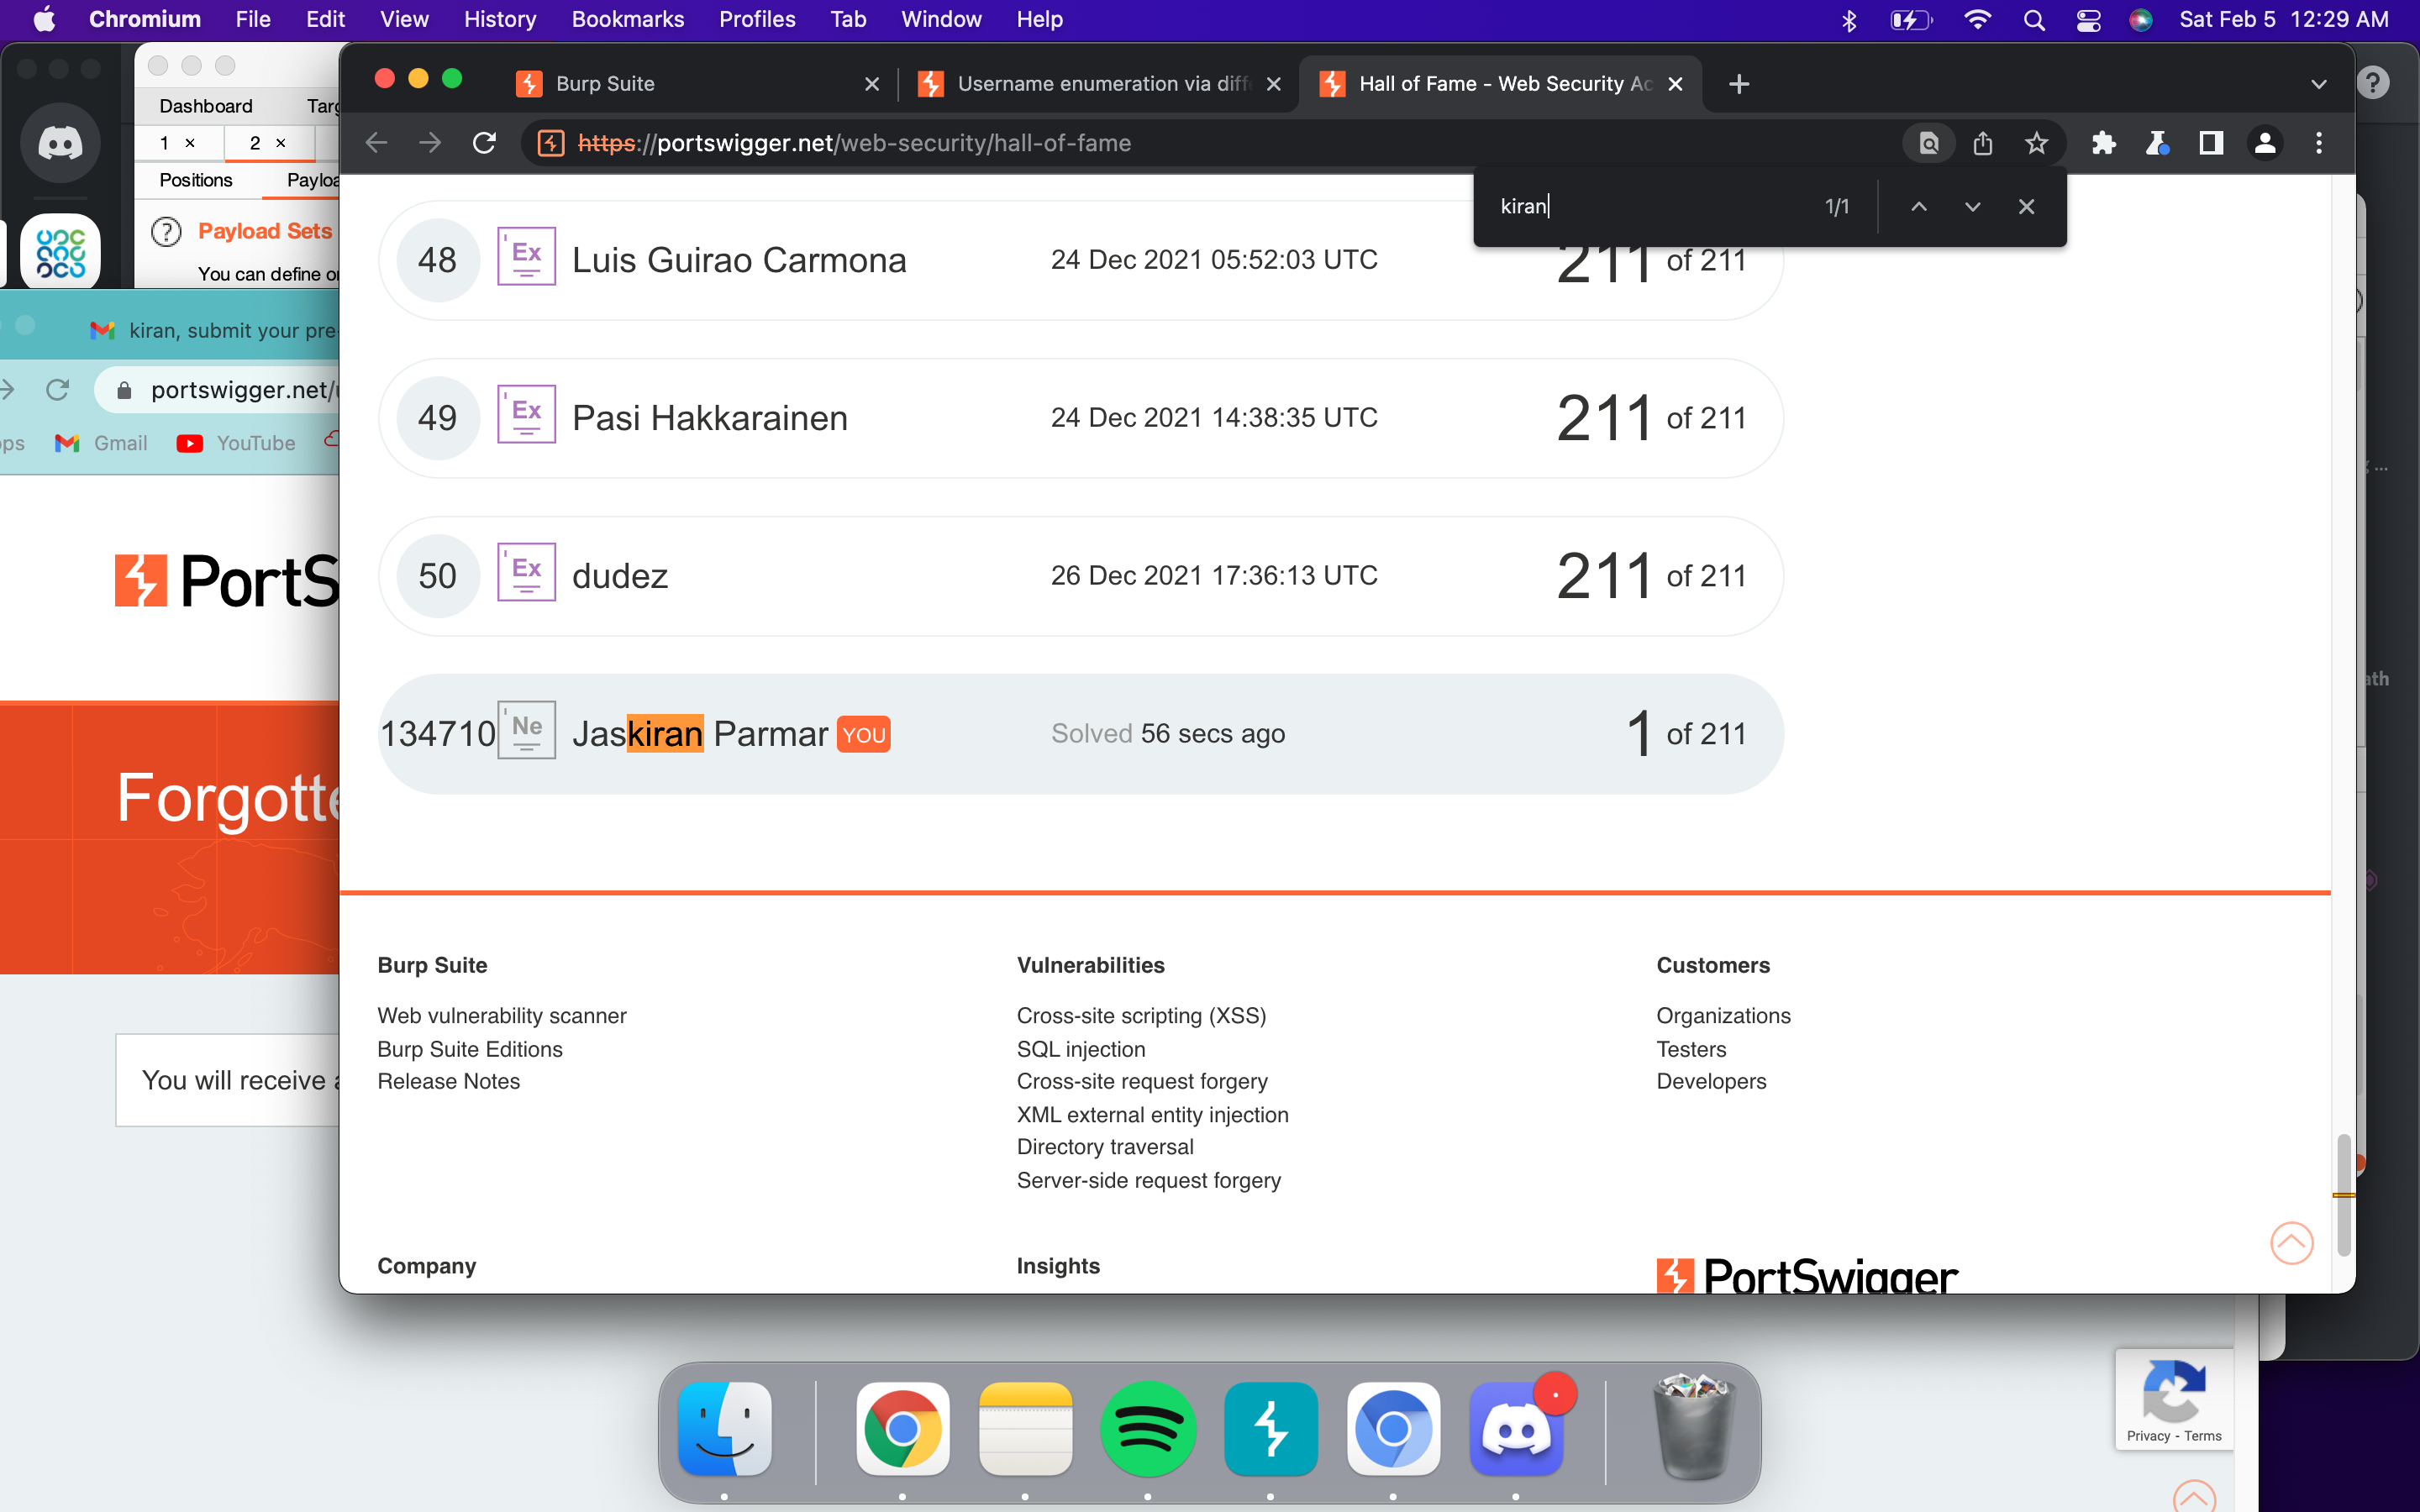 Chromium File Edit View History Bookmarks Profiles Tab Window Help Sat Feb 5 12:29 AM
Burp Suite
Username enumeration via diff
Hall of Fame - Web Security Ac
https://portswigger.net/web-security/hall-of-fame
kiran 1/1
Dashboard
1 × 2 ×
Positions
Payload Sets
You can define
kiran, submit your pre-
portswigger.net/
Gmail YouTube
PortS
Forgotte
You will receive
48 Ex Luis Guirao Carmona 24 Dec 2021 05:52:03 UTC 211 of 211
49 Ex Pasi Hakkarainen 24 Dec 2021 14:38:35 UTC 211 of 211
50 Ex dudez 26 Dec 2021 17:36:13 UTC 211 of 211
134710 Ne Jaskiran Parmar YOU Solved 56 secs ago 1 of 211
Burp Suite
Web vulnerability scanner
Burp Suite Editions
Release Notes
Vulnerabilities
Cross-site scripting (XSS)
SQL injection
Cross-site request forgery
XML external entity injection
Directory traversal
Server-side request forgery
Customers
Organizations
Testers
Developers
Company
Insights
PortSwigger
Privacy - Terms